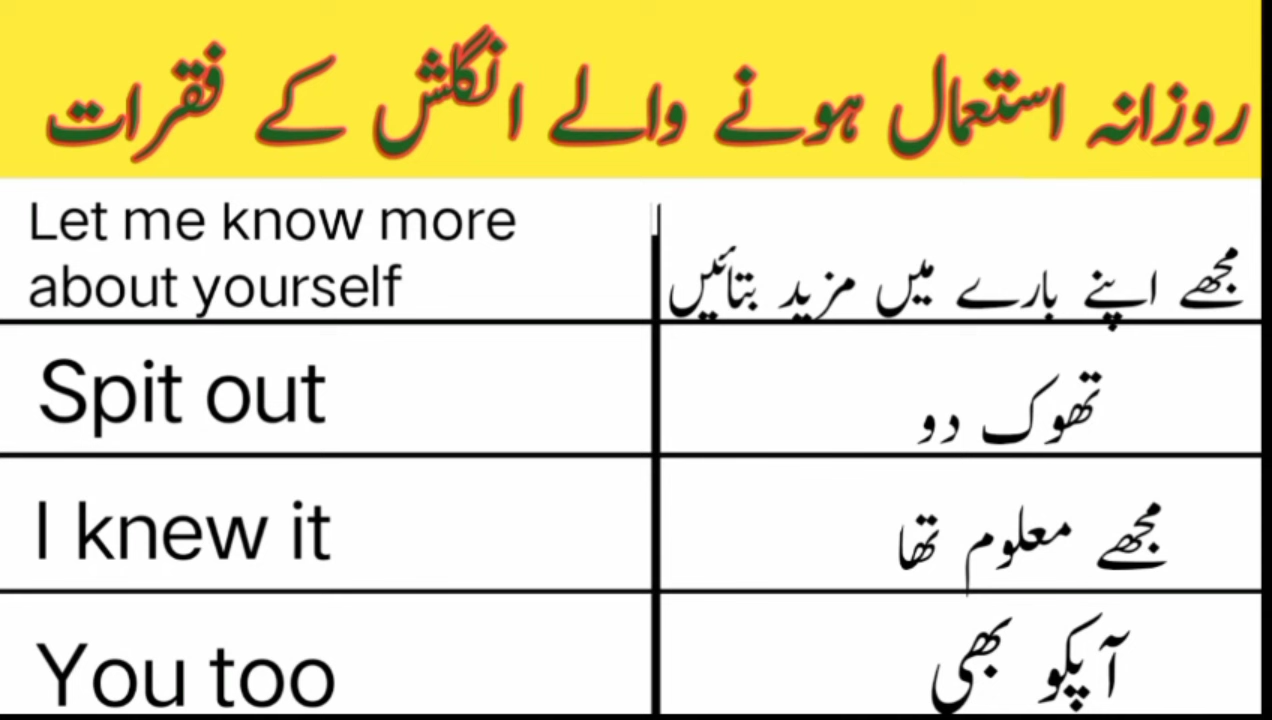 روزانہ استعمال ہونے والے انگلش کے فقرات
Let me know more
about yourself
مجھے اپنے بارے میں مزید بتائیں
Spit out
تھوک دو
I knew it
مجھے معلوم تھا
You too
آپکو بھی